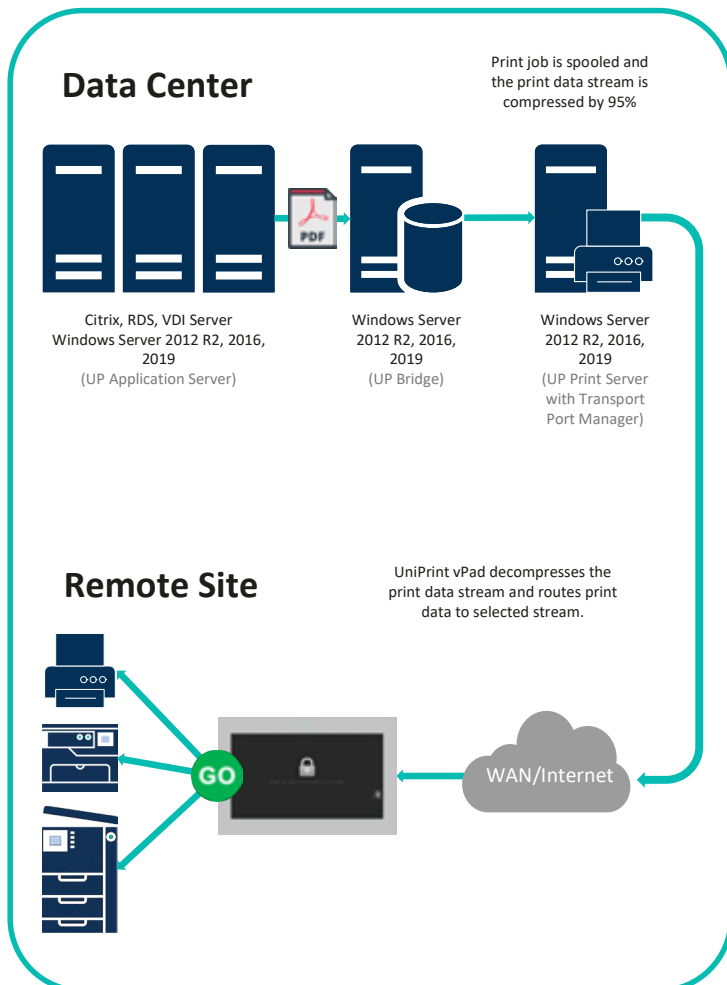 Data Center
Print job is spooled and
the print data stream is
compressed by 95%
PDF
Citrix, RDS, VDI Server
Windows Server 2012 R2, 2016,
2019
(UP Application Server)
Windows Server
2012 R2, 2016,
2019
(UP Bridge)
Windows Server
2012 R2, 2016,
2019
(UP Print Server
with Transport
Port Manager)
Remote Site
UniPrint vPad decompresses the
print data stream and routes print
data to selected stream.
GO
WAN/Internet